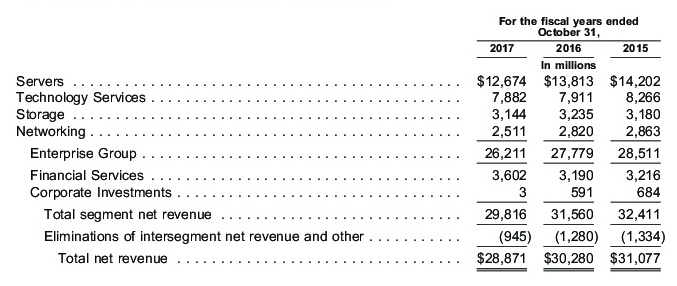 For the fiscal years ended
October 31,
2017 2016 2015
In millions
Servers . . . . . . . . . . . . . . . . . . . . . . . . . . . . . . . . . . . . . . . . . . . . $12,674 $13,813 $14,202
Technology Services . . . . . . . . . . . . . . . . . . . . . . . . . . . . . . . . . . . 7,882 7,911 8,266
Storage . . . . . . . . . . . . . . . . . . . . . . . . . . . . . . . . . . . . . . . . . . . . 3,144 3,235 3,180
Networking . . . . . . . . . . . . . . . . . . . . . . . . . . . . . . . . . . . . . . . . . . 2,511 2,820 2,863
Enterprise Group . . . . . . . . . . . . . . . . . . . . . . . . . . . . . . . . . . . . 26,211 27,779 28,511
Financial Services . . . . . . . . . . . . . . . . . . . . . . . . . . . . . . . . . . . 3,602 3,190 3,216
Corporate Investments . . . . . . . . . . . . . . . . . . . . . . . . . . . . . . . . 3 591 684
Total segment net revenue . . . . . . . . . . . . . . . . . . . . . . . . . . . 29,816 31,560 32,411
Eliminations of intersegment net revenue and other . . . . . . . . . . (945) (1,280) (1,334)
Total net revenue . . . . . . . . . . . . . . . . . . . . . . . . . . . . . . . . $28,871 $30,280 $31,077